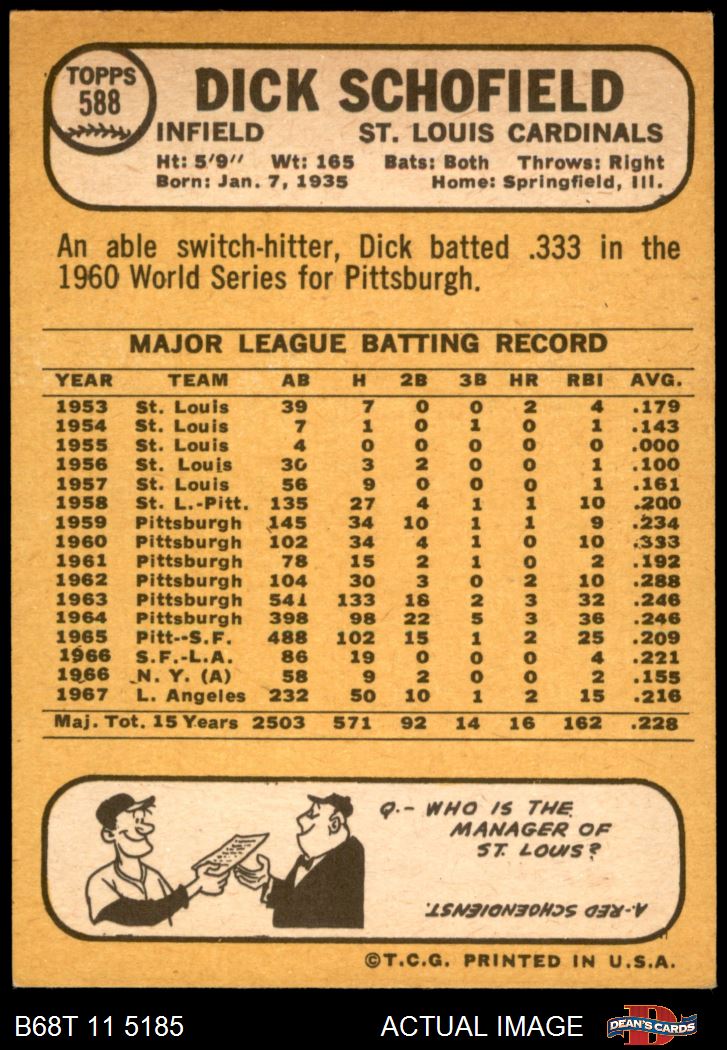 TOPPS
588
DICK SCHOFIELD
INFIELD ST. LOUIS CARDINALS
Ht: 5'9" Wt: 165 Bats: Both Throws: Right
Born: Jan. 7, 1935 Home: Springfield, Ill.
An able switch-hitter, Dick batted .333 in the
1960 World Series for Pittsburgh.
MAJOR LEAGUE BATTING RECORD
YEAR TEAM AB H 2B 3B HR RBI AVG.
1953 St. Louis 39 7 0 0 2 4 .179
1954 St. Louis 7 1 0 1 0 1 .143
1955 St. Louis 4 0 0 0 0 0 .000
1956 St. Louis 30 3 2 0 0 1 .100
1957 St. Louis 56 9 0 0 0 1 .161
1958 St. L.-Pitt. 135 27 4 1 1 10 .200
1959 Pittsburgh 145 34 10 1 1 9 .234
1960 Pittsburgh 102 34 4 1 0 10 .333
1961 Pittsburgh 78 15 2 1 0 2 .192
1962 Pittsburgh 104 30 3 0 2 10 .288
1963 Pittsburgh 541 133 18 2 3 32 .246
1964 Pittsburgh 398 98 22 5 3 36 .246
1965 Pitt--S.F. 488 102 15 1 2 25 .209
1966 S.F.-L.A. 86 19 0 0 0 4 .221
1966 N. Y. (A) 58 9 2 0 0 2 .155
1967 L. Angeles 232 50 10 1 2 15 .216
Maj. Tot. 15 Years 2503 571 92 14 16 162 .228
Q.- WHO IS THE
MANAGER OF
ST. LOUIS?
A-RED SCHOENDIENST.
©T.C.G. PRINTED IN U.S.A.
B68T 11 5185 ACTUAL IMAGE DEAN'S CARDS